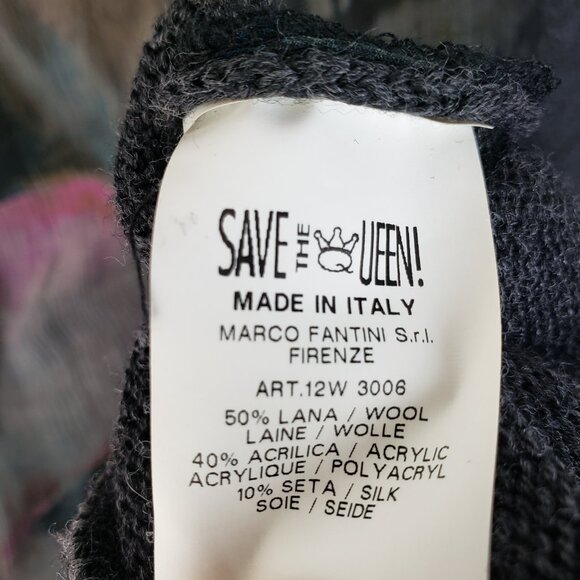 SAVE THE QUEEN!
MADE IN ITALY
MARCO FANTINI S.r.l.
FIRENZE
ART.12W 3006
50% LANA / WOOL
LAINE / WOLLE
40% ACRILICA / ACRYLIC
ACRYLIQUE / POLYACRYL
10% SETA / SILK
SOIE / SEIDE